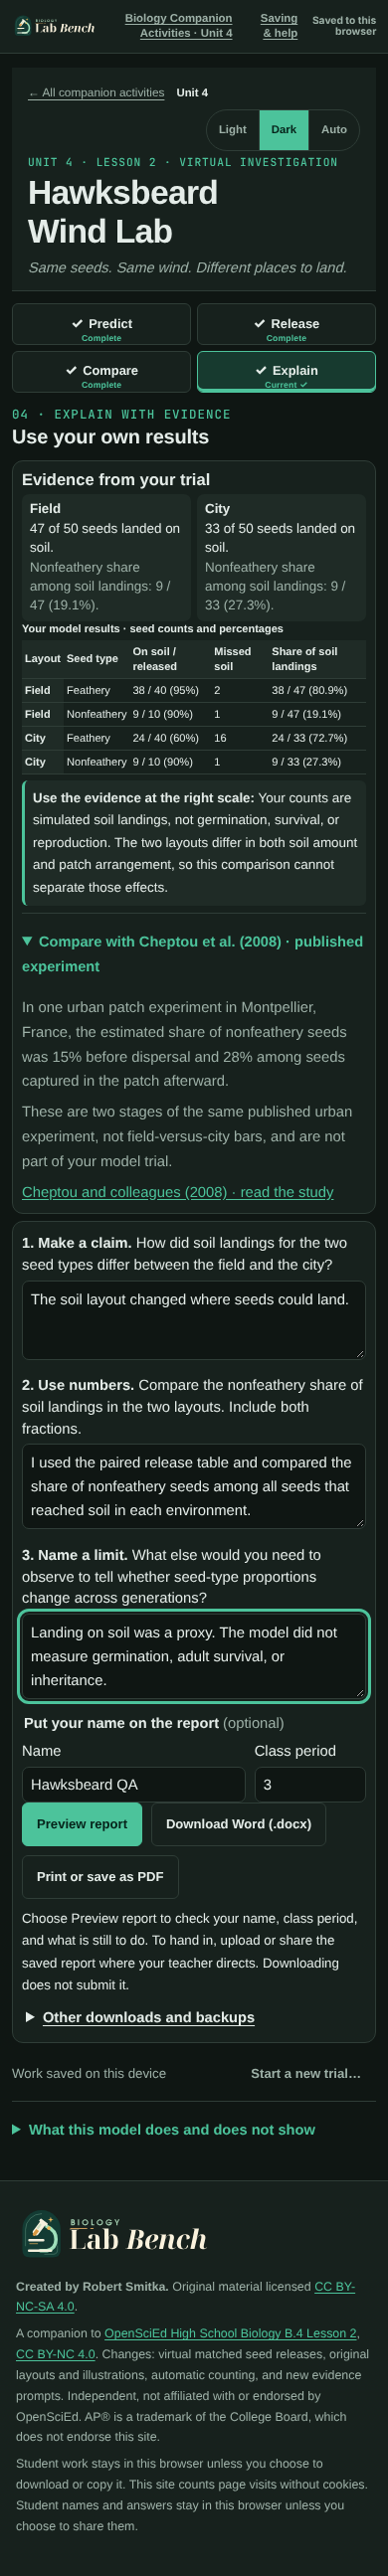 BIOLOGY
Lab Bench
Biology Companion
Activities · Unit 4
Saving
& help
Saved to this
browser
← All companion activities Unit 4
Light Dark Auto
UNIT 4 · LESSON 2 · VIRTUAL INVESTIGATION
Hawksbeard
Wind Lab
Same seeds. Same wind. Different places to land.
✓ Predict
Complete
✓ Release
Complete
✓ Compare
Complete
✓ Explain
Current ✓
04 · EXPLAIN WITH EVIDENCE
Use your own results
Evidence from your trial
Field
47 of 50 seeds landed on
soil.
Nonfeathery share
among soil landings: 9 /
47 (19.1%).
City
33 of 50 seeds landed on
soil.
Nonfeathery share
among soil landings: 9 /
33 (27.3%).
Your model results · seed counts and percentages
Layout Seed type On soil / released Missed soil Share of soil landings
Field Feathery 38 / 40 (95%) 2 38 / 47 (80.9%)
Field Nonfeathery 9 / 10 (90%) 1 9 / 47 (19.1%)
City Feathery 24 / 40 (60%) 16 24 / 33 (72.7%)
City Nonfeathery 9 / 10 (90%) 1 9 / 33 (27.3%)
Use the evidence at the right scale: Your counts are
simulated soil landings, not germination, survival, or
reproduction. The two layouts differ in both soil amount
and patch arrangement, so this comparison cannot
separate those effects.
▼ Compare with Cheptou et al. (2008) · published
experiment
In one urban patch experiment in Montpellier,
France, the estimated share of nonfeathery seeds
was 15% before dispersal and 28% among seeds
captured in the patch afterward.
These are two stages of the same published urban
experiment, not field-versus-city bars, and are not
part of your model trial.
Cheptou and colleagues (2008) · read the study
1. Make a claim. How did soil landings for the two
seed types differ between the field and the city?
The soil layout changed where seeds could land.
2. Use numbers. Compare the nonfeathery share of
soil landings in the two layouts. Include both
fractions.
I used the paired release table and compared the
share of nonfeathery seeds among all seeds that
reached soil in each environment.
3. Name a limit. What else would you need to
observe to tell whether seed-type proportions
change across generations?
Landing on soil was a proxy. The model did not
measure germination, adult survival, or
inheritance.
Put your name on the report (optional)
Name Class period
Hawksbeard QA 3
Preview report Download Word (.docx)
Print or save as PDF
Choose Preview report to check your name, class period,
and what is still to do. To hand in, upload or share the
saved report where your teacher directs. Downloading
does not submit it.
▶ Other downloads and backups
Work saved on this device Start a new trial…
▶ What this model does and does not show
BIOLOGY
Lab Bench
Created by Robert Smitka. Original material licensed CC BY-
NC-SA 4.0.
A companion to OpenSciEd High School Biology B.4 Lesson 2,
CC BY-NC 4.0. Changes: virtual matched seed releases, original
layouts and illustrations, automatic counting, and new evidence
prompts. Independent, not affiliated with or endorsed by
OpenSciEd. AP® is a trademark of the College Board, which
does not endorse this site.
Student work stays in this browser unless you choose to
download or copy it. This site counts page visits without cookies.
Student names and answers stay in this browser unless you
choose to share them.